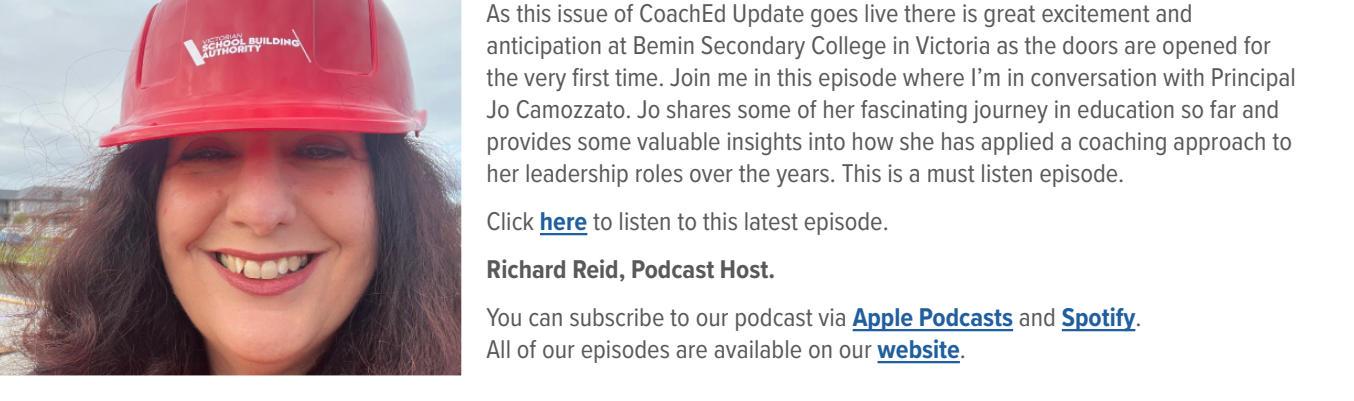 VICTORIAN
SCHOOL BUILDING
AUTHORITY
As this issue of CoachEd Update goes live there is great excitement and
anticipation at Bemin Secondary College in Victoria as the doors are opened for
the very first time. Join me in this episode where I’m in conversation with Principal
Jo Camozzato. Jo shares some of her fascinating journey in education so far and
provides some valuable insights into how she has applied a coaching approach to
her leadership roles over the years. This is a must listen episode.
Click here to listen to this latest episode.
Richard Reid, Podcast Host.
You can subscribe to our podcast via Apple Podcasts and Spotify.
All of our episodes are available on our website.